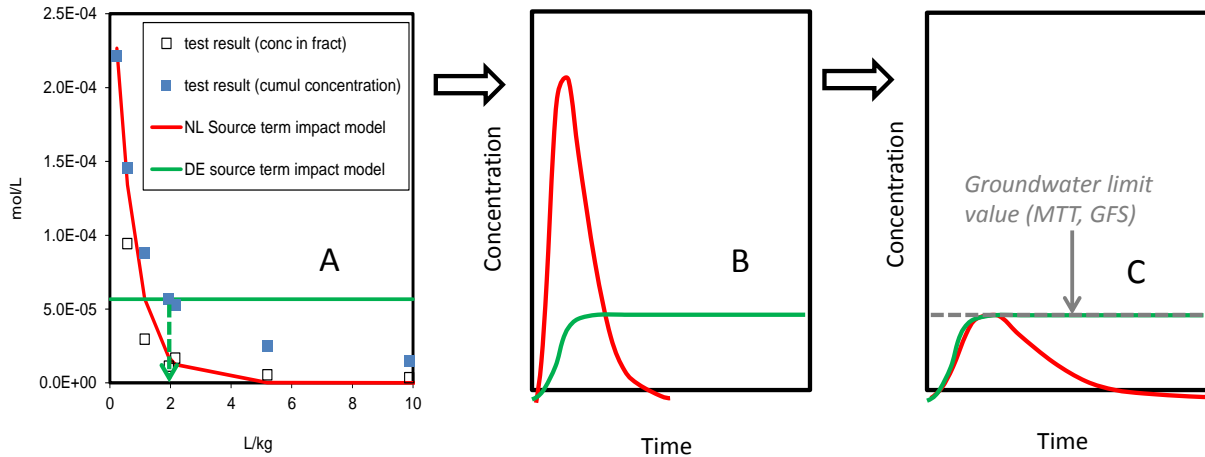 2.5E-04
2.0E-04
1.5E-04
1.0E-04
5.0E-05
0.0E+00
mol/L
0 2 4 6 8 10
L/kg
test result (conc in fract)
test result (cumul concentration)
NL Source term impact model
DE source term impact model
A
Concentration
B
Time
Concentration
Groundwater limit
value (MTT, GFS)
C
Time